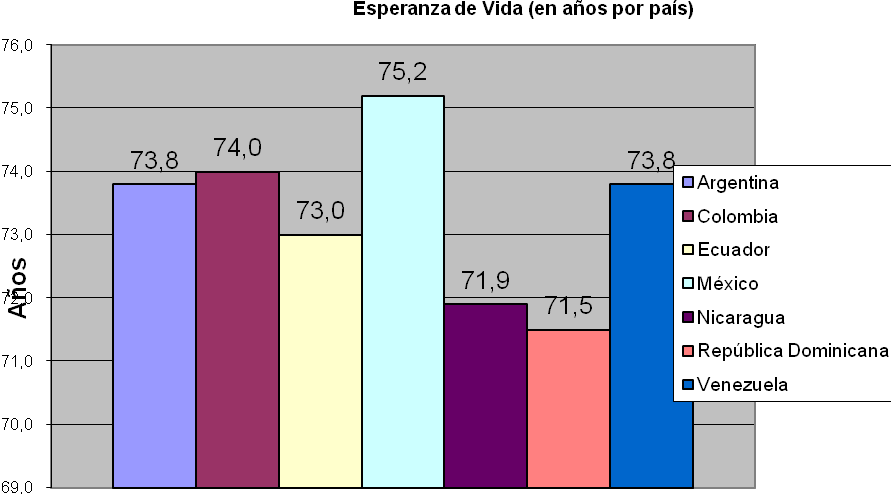 Esperanza de Vida (en años por país)
76,0
75,2
75,0
74,0
73,8
74,0
73,8
73,0
73,0
72,0
71,9
71,5
71,0
70,0
69,0
Años
Argentina
Colombia
Ecuador
México
Nicaragua
República Dominicana
Venezuela